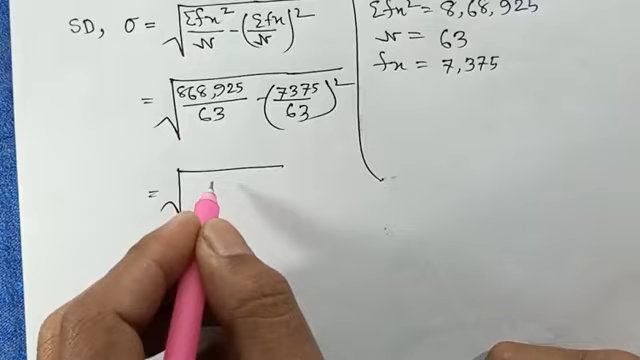 SD, σ = √(Σfx²/N - (Σfx/N)²)
= √(868,925/63 - (7375/63)²)
= √
Σfx² = 8,68,925
N = 63
fx = 7,375